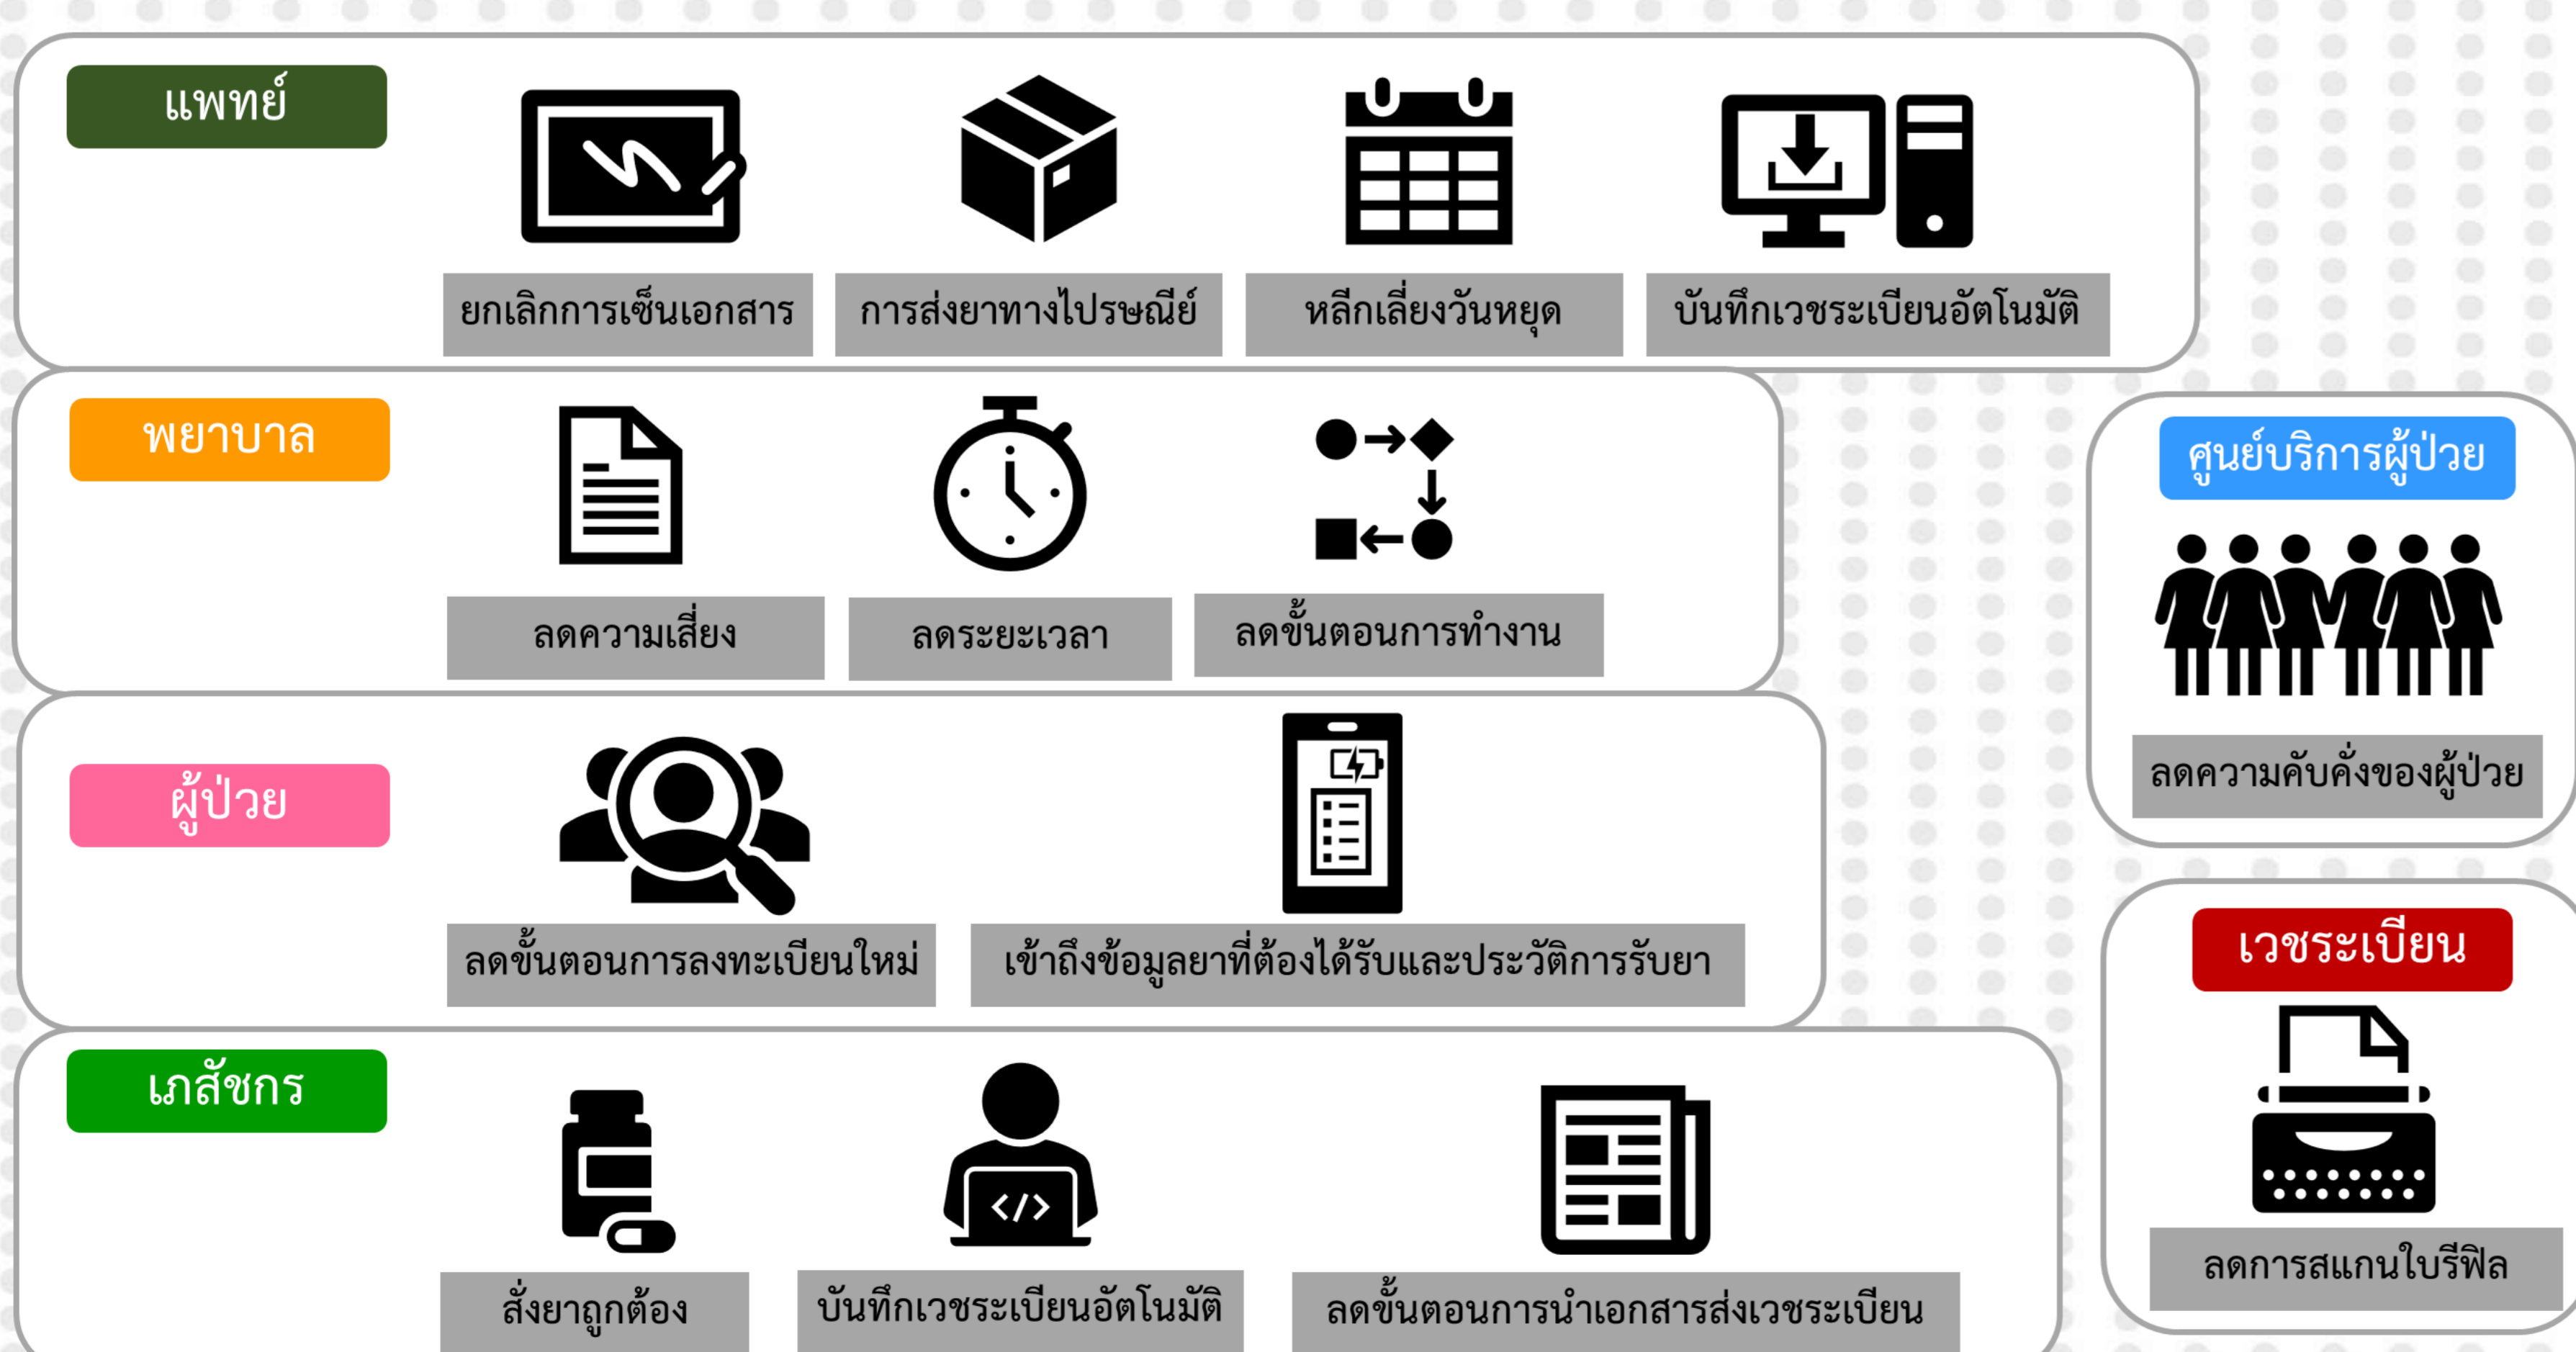 แพทย์
ยกเลิกการเซ็นเอกสาร
การส่งยาทางไปรษณีย์
หลีกเลี่ยงวันหยุด
บันทึกเวชระเบียนอัตโนมัติ
พยาบาล
ลดความเสี่ยง
ลดระยะเวลา
ลดขั้นตอนการทำงาน
ผู้ป่วย
ลดขั้นตอนการลงทะเบียนใหม่
เข้าถึงข้อมูลยาที่ต้องได้รับและประวัติการรับยา
เภสัชกร
สั่งยาถูกต้อง
บันทึกเวชระเบียนอัตโนมัติ
ลดขั้นตอนการนำเอกสารส่งเวชระเบียน
ศูนย์บริการผู้ป่วย
ลดความคับคั่งของผู้ป่วย
เวชระเบียน
ลดการสแกนใบรีฟิล